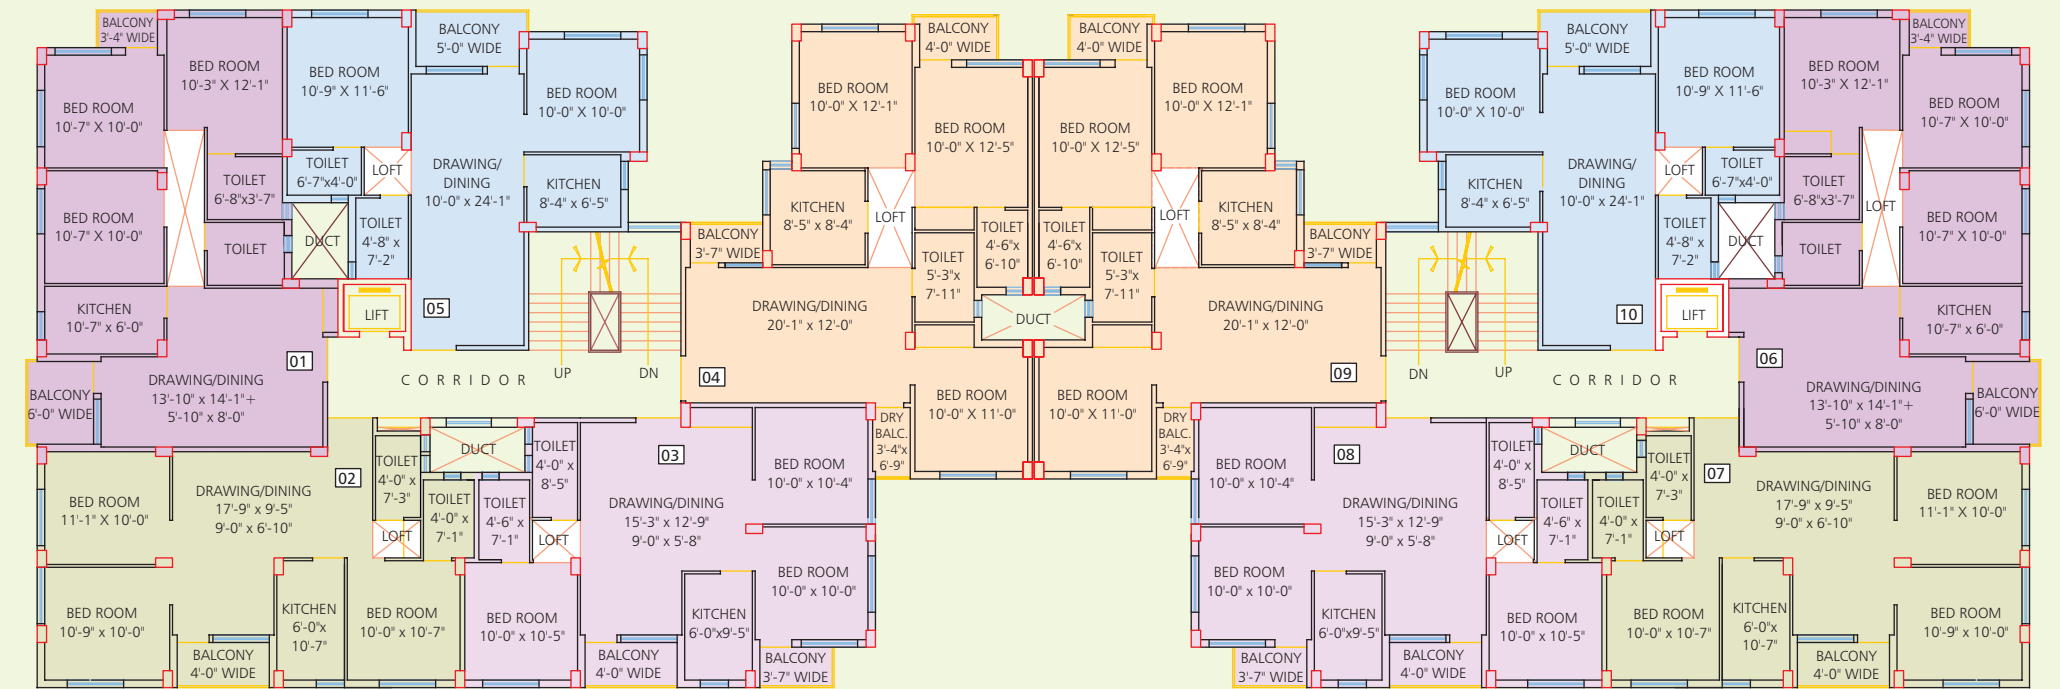 BALCONY
3'-4" WIDE
BED ROOM
10'-3" X 12'-1"
BED ROOM
10'-7" X 10'-0"
BED ROOM
10'-7" X 10'-0"
TOILET
6'-8"x3'-7"
TOILET
KITCHEN
10'-7" x 6'-0"
01
DRAWING/DINING
13'-10" x 14'-1"+
5'-10" x 8'-0"
BALCONY
6'-0" WIDE
BED ROOM
10'-9" X 11'-6"
BALCONY
5'-0" WIDE
BED ROOM
10'-0" X 10'-0"
TOILET
6'-7"x4'-0"
LOFT
DRAWING/
DINING
10'-0" x 24'-1"
KITCHEN
8'-4" x 6'-5"
DUCT
TOILET
4'-8" x
7'-2"
05
LIFT
UP
DN
CORRIDOR
BED ROOM
10'-0" X 12'-1"
BALCONY
4'-0" WIDE
BED ROOM
10'-0" X 12'-5"
KITCHEN
8'-5" x 8'-4"
LOFT
BALCONY
3'-7" WIDE
TOILET
4'-6"x
6'-10"
TOILET
5'-3"x
7'-11"
DRAWING/DINING
20'-1" x 12'-0"
04
BED ROOM
10'-0" X 11'-0"
DRY
BALC.
3'-4"x
6'-9"
DUCT
BALCONY
4'-0" WIDE
BED ROOM
10'-0" X 12'-1"
BED ROOM
10'-0" X 12'-5"
LOFT
KITCHEN
8'-5" x 8'-4"
BALCONY
3'-7" WIDE
TOILET
4'-6"x
6'-10"
TOILET
5'-3"x
7'-11"
DRAWING/DINING
20'-1" x 12'-0"
09
BED ROOM
10'-0" X 11'-0"
DRY
BALC.
3'-4"x
6'-9"
BALCONY
5'-0" WIDE
BED ROOM
10'-9" X 11'-6"
BED ROOM
10'-0" X 10'-0"
DRAWING/
DINING
10'-0" x 24'-1"
KITCHEN
8'-4" x 6'-5"
LOFT
TOILET
6'-7"x4'-0"
TOILET
4'-8" x
7'-2"
DUCT
10
LIFT
DN
UP
CORRIDOR
BED ROOM
10'-3" X 12'-1"
BALCONY
3'-4" WIDE
BED ROOM
10'-7" X 10'-0"
TOILET
6'-8"x3'-7"
LOFT
BED ROOM
10'-7" X 10'-0"
TOILET
KITCHEN
10'-7" x 6'-0"
06
DRAWING/DINING
13'-10" x 14'-1"+
5'-10" x 8'-0"
BALCONY
6'-0" WIDE
BED ROOM
11'-1" X 10'-0"
DRAWING/DINING
17'-9" x 9'-5"
9'-0" x 6'-10"
02
TOILET
4'-0" x
7'-3"
DUCT
TOILET
4'-0" x
7'-1"
LOFT
BED ROOM
10'-9" x 10'-0"
BALCONY
4'-0" WIDE
KITCHEN
6'-0"x
10'-7"
BED ROOM
10'-0" x 10'-7"
TOILET
4'-0" x
8'-5"
TOILET
4'-6" x
7'-1"
LOFT
03
DRAWING/DINING
15'-3" x 12'-9"
9'-0" x 5'-8"
BED ROOM
10'-0" x 10'-4"
BED ROOM
10'-0" x 10'-0"
BED ROOM
10'-0" x 10'-5"
KITCHEN
6'-0"x9'-5"
BALCONY
4'-0" WIDE
BALCONY
3'-7" WIDE
BED ROOM
10'-0" x 10'-4"
08
DRAWING/DINING
15'-3" x 12'-9"
9'-0" x 5'-8"
TOILET
4'-0" x
8'-5"
TOILET
4'-6" x
7'-1"
LOFT
BED ROOM
10'-0" x 10'-0"
KITCHEN
6'-0"x9'-5"
BALCONY
3'-7" WIDE
BALCONY
4'-0" WIDE
BED ROOM
10'-0" x 10'-5"
DUCT
TOILET
4'-0" x
7'-3"
07
TOILET
4'-0" x
7'-1"
LOFT
DRAWING/DINING
17'-9" x 9'-5"
9'-0" x 6'-10"
BED ROOM
11'-1" X 10'-0"
BED ROOM
10'-0" x 10'-7"
KITCHEN
6'-0"x
10'-7"
BALCONY
4'-0" WIDE
BED ROOM
10'-9" x 10'-0"